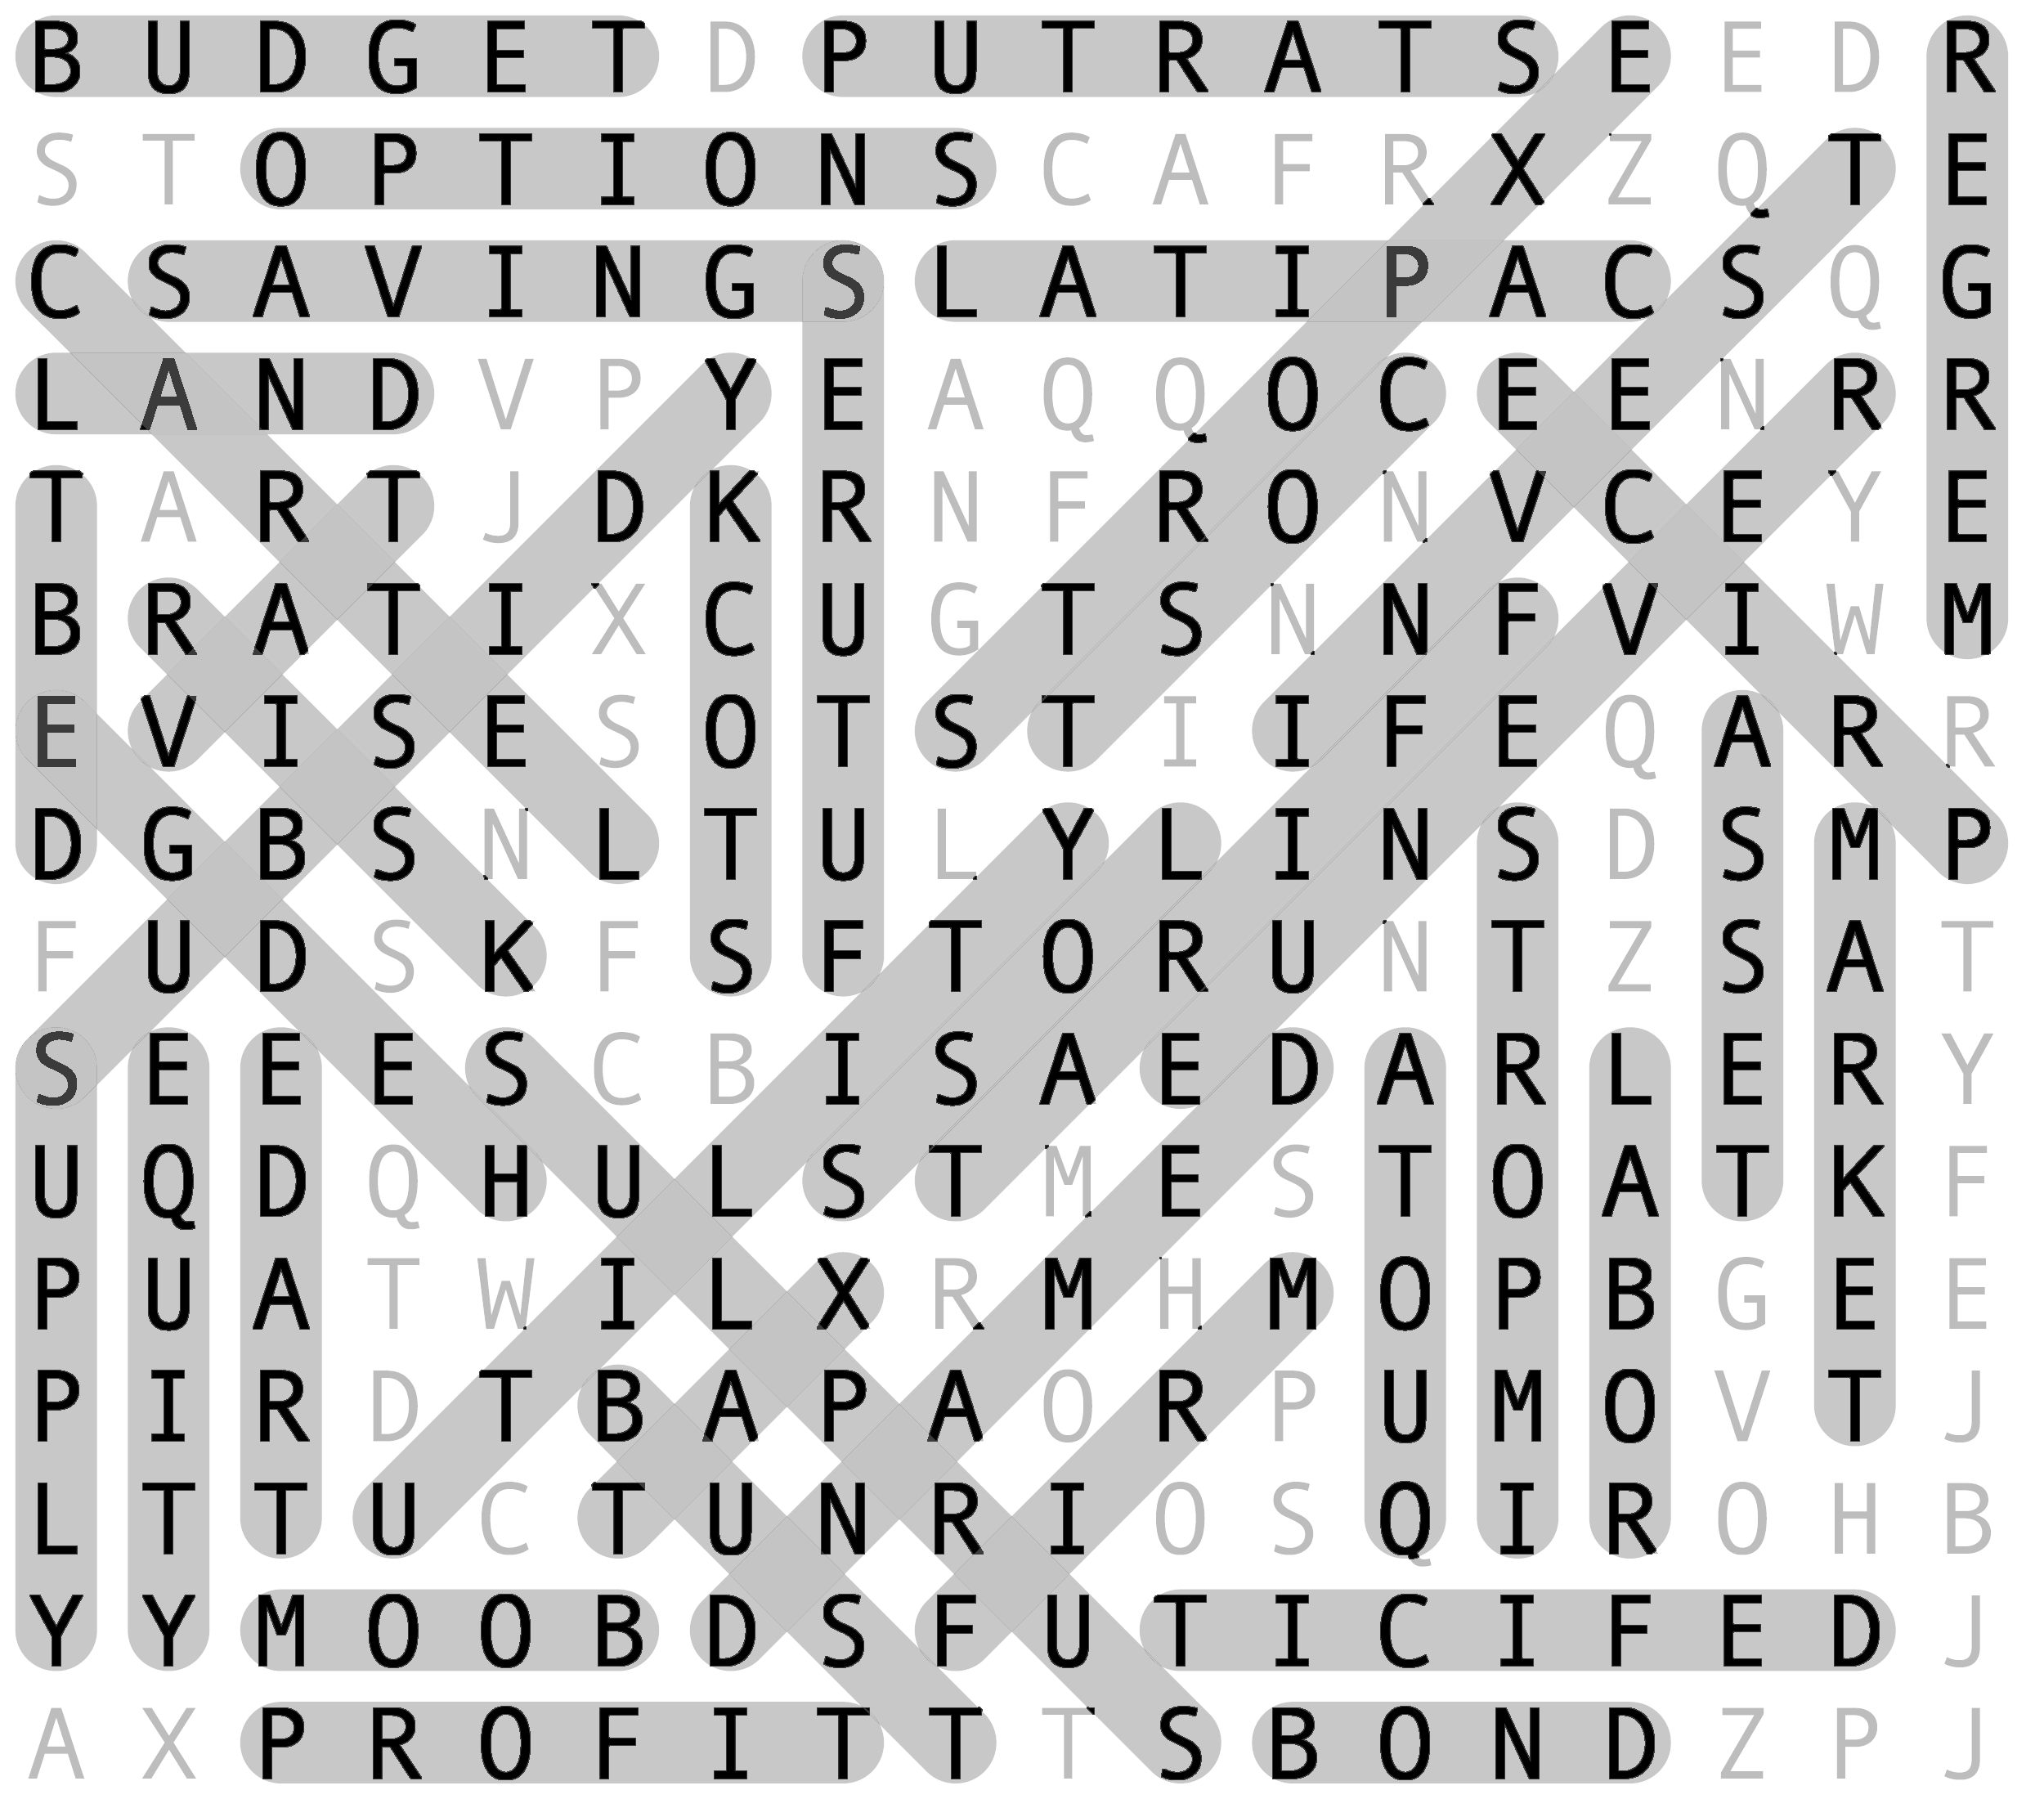 B U D G E T D P U T R A T S E E D R
S T O P T I O N S C A F R X Z Q T E
C S A V I N G S L A T I P A C S Q G
L A N D V P Y E A Q Q O C E E N R R
T A R T J D K R N F R O N V C E Y E
B R A T I X C U G T S N N F V I W M
E V I S E S O T S T I I F E Q A R R
D G B S N L T U L Y L I N S D S M P
F U D S K F S F T O R U N T Z S A T
S E E E S C B I S A E D A R L E R Y
U Q D Q H U L S T M E S T O A T K F
P U A T W I L X R M H M O P B G E E
P I R D T B A P A O R P U M O V T J
L T T U C T U N R I O S Q I R O H B
Y Y M O O B D S F U T I C I F E D J
A X P R O F I T T T S B O N D Z P J